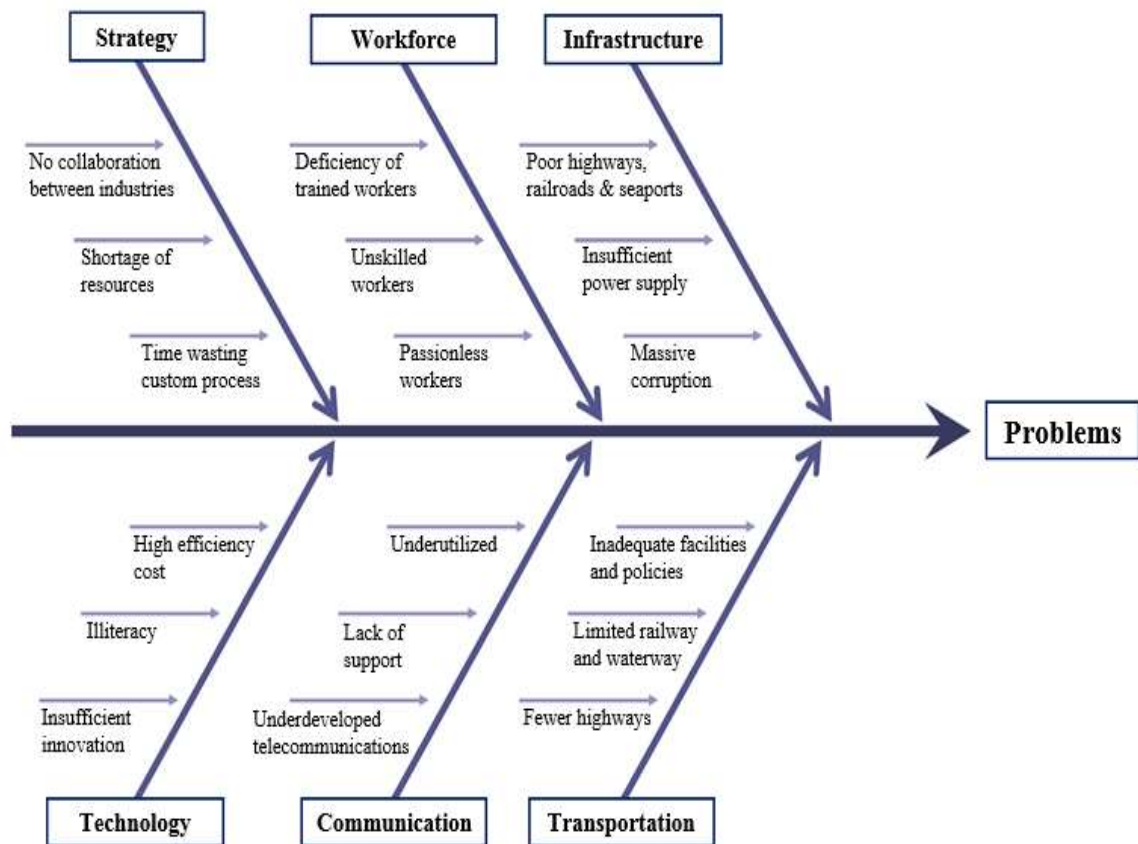 Strategy
Workforce
Infrastructure
No collaboration
between industries
Deficiency of
trained workers
Poor highways,
railroads & seaports
Shortage of
resources
Unskilled
workers
Insufficient
power supply
Time wasting
custom process
Passionless
workers
Massive
corruption
Problems
High efficiency
cost
Underutilized
Inadequate facilities
and policies
Illiteracy
Lack of
support
Limited railway
and waterway
Insufficient
innovation
Underdeveloped
telecommunications
Fewer highways
Technology
Communication
Transportation